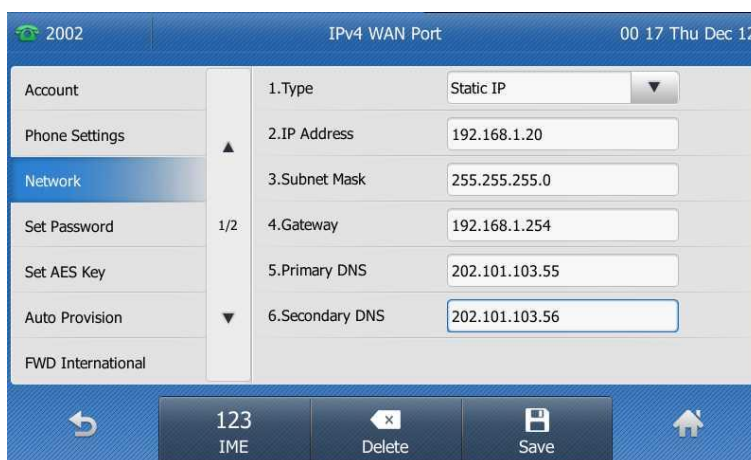 2002 IPv4 WAN Port 00 17 Thu Dec 12
Account
Phone Settings
Network
Set Password
Set AES Key
Auto Provision
FWD International
1/2
1.Type Static IP
2.IP Address 192.168.1.20
3.Subnet Mask 255.255.255.0
4.Gateway 192.168.1.254
5.Primary DNS 202.101.103.55
6.Secondary DNS 202.101.103.56
123
IME
Delete
Save